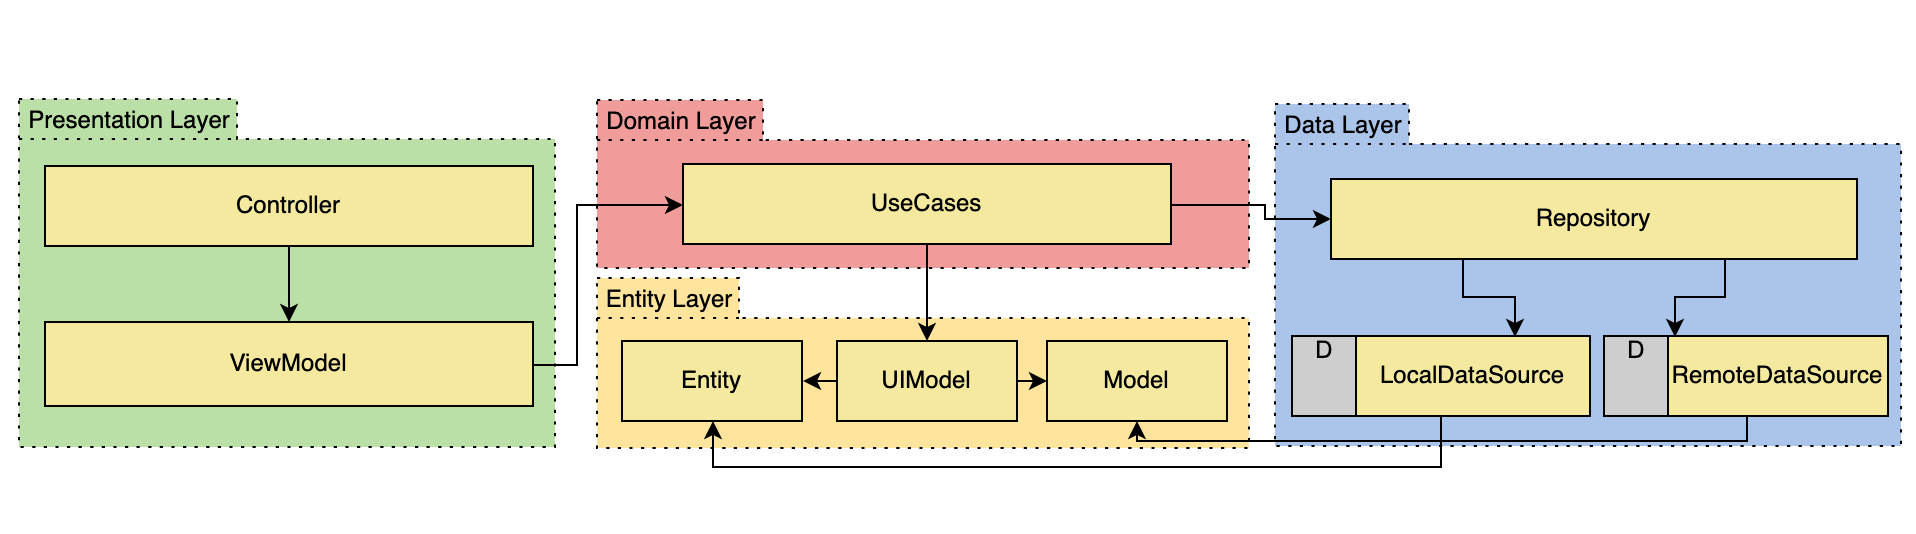 Presentation Layer
Controller
ViewModel
Domain Layer
UseCases
Entity Layer
Entity
UIModel
Model
Data Layer
Repository
D
LocalDataSource
D
RemoteDataSource